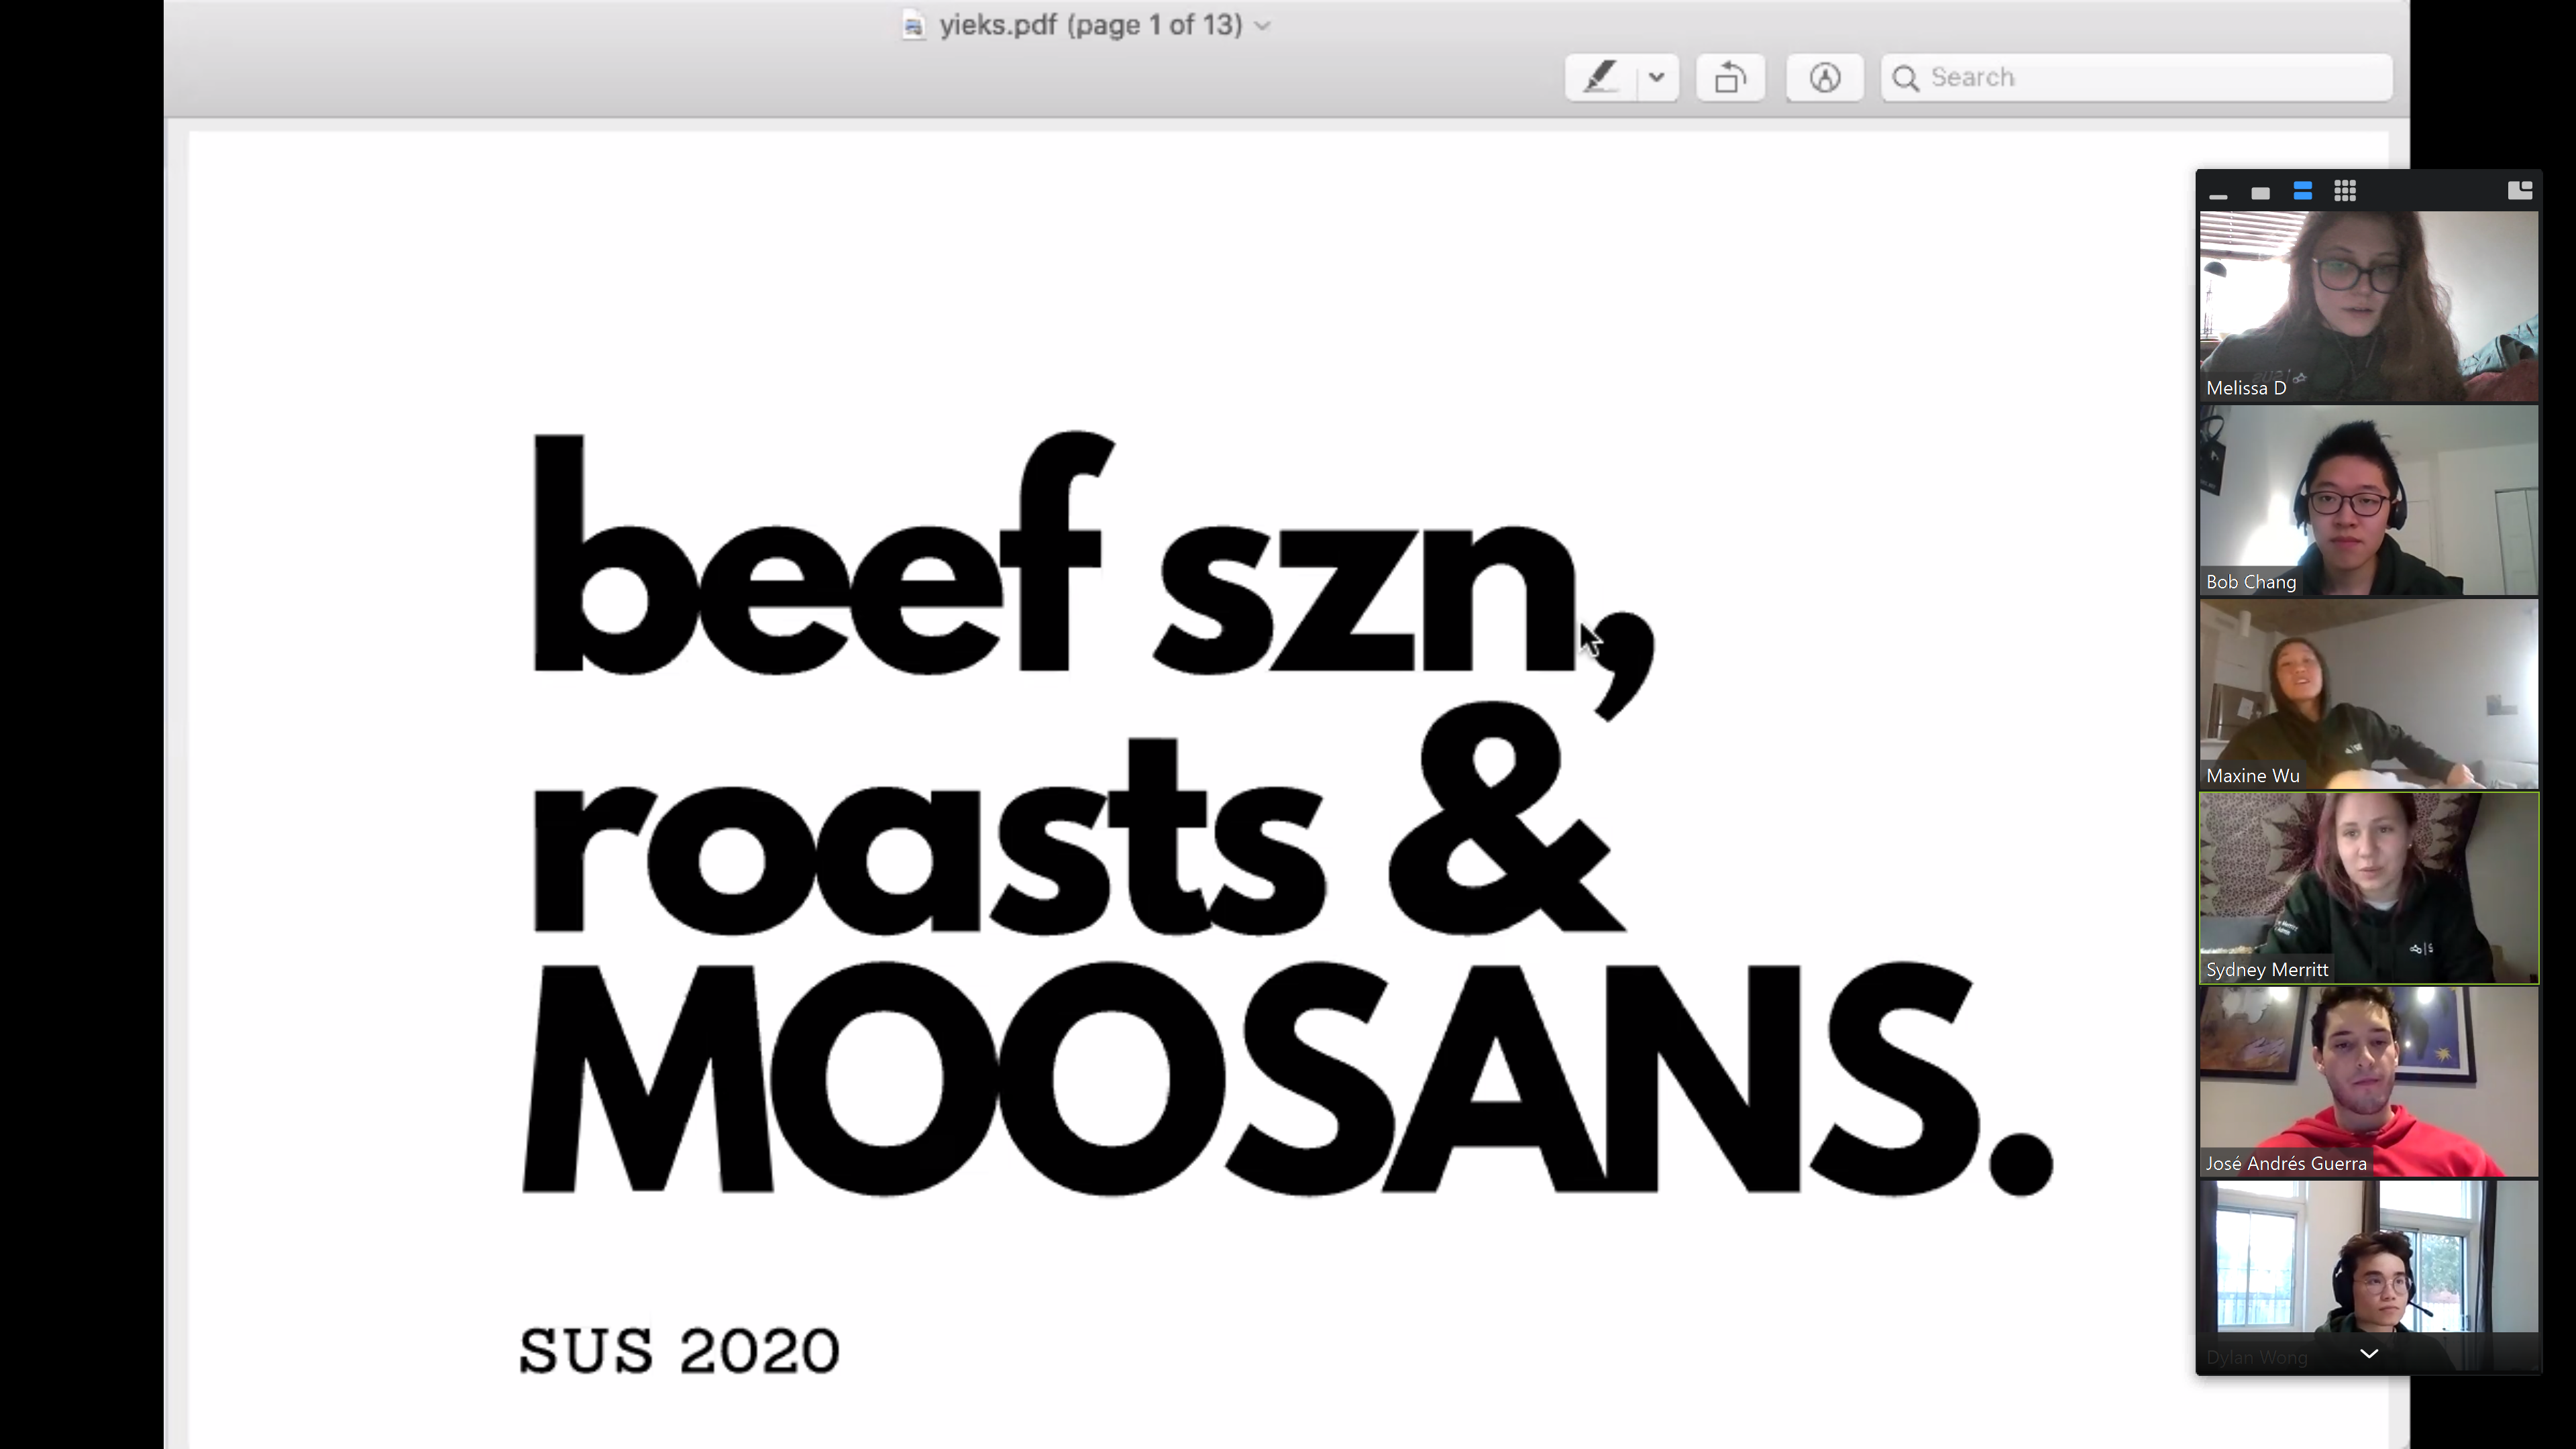 yieks.pdf (page 1 of 13)
Search
beef szn,
roasts &
MOOSANS.
SUS 2020
Melissa D
Bob Chang
Maxine Wu
Sydney Merritt
José Andrés Guerra
Dylan Wong